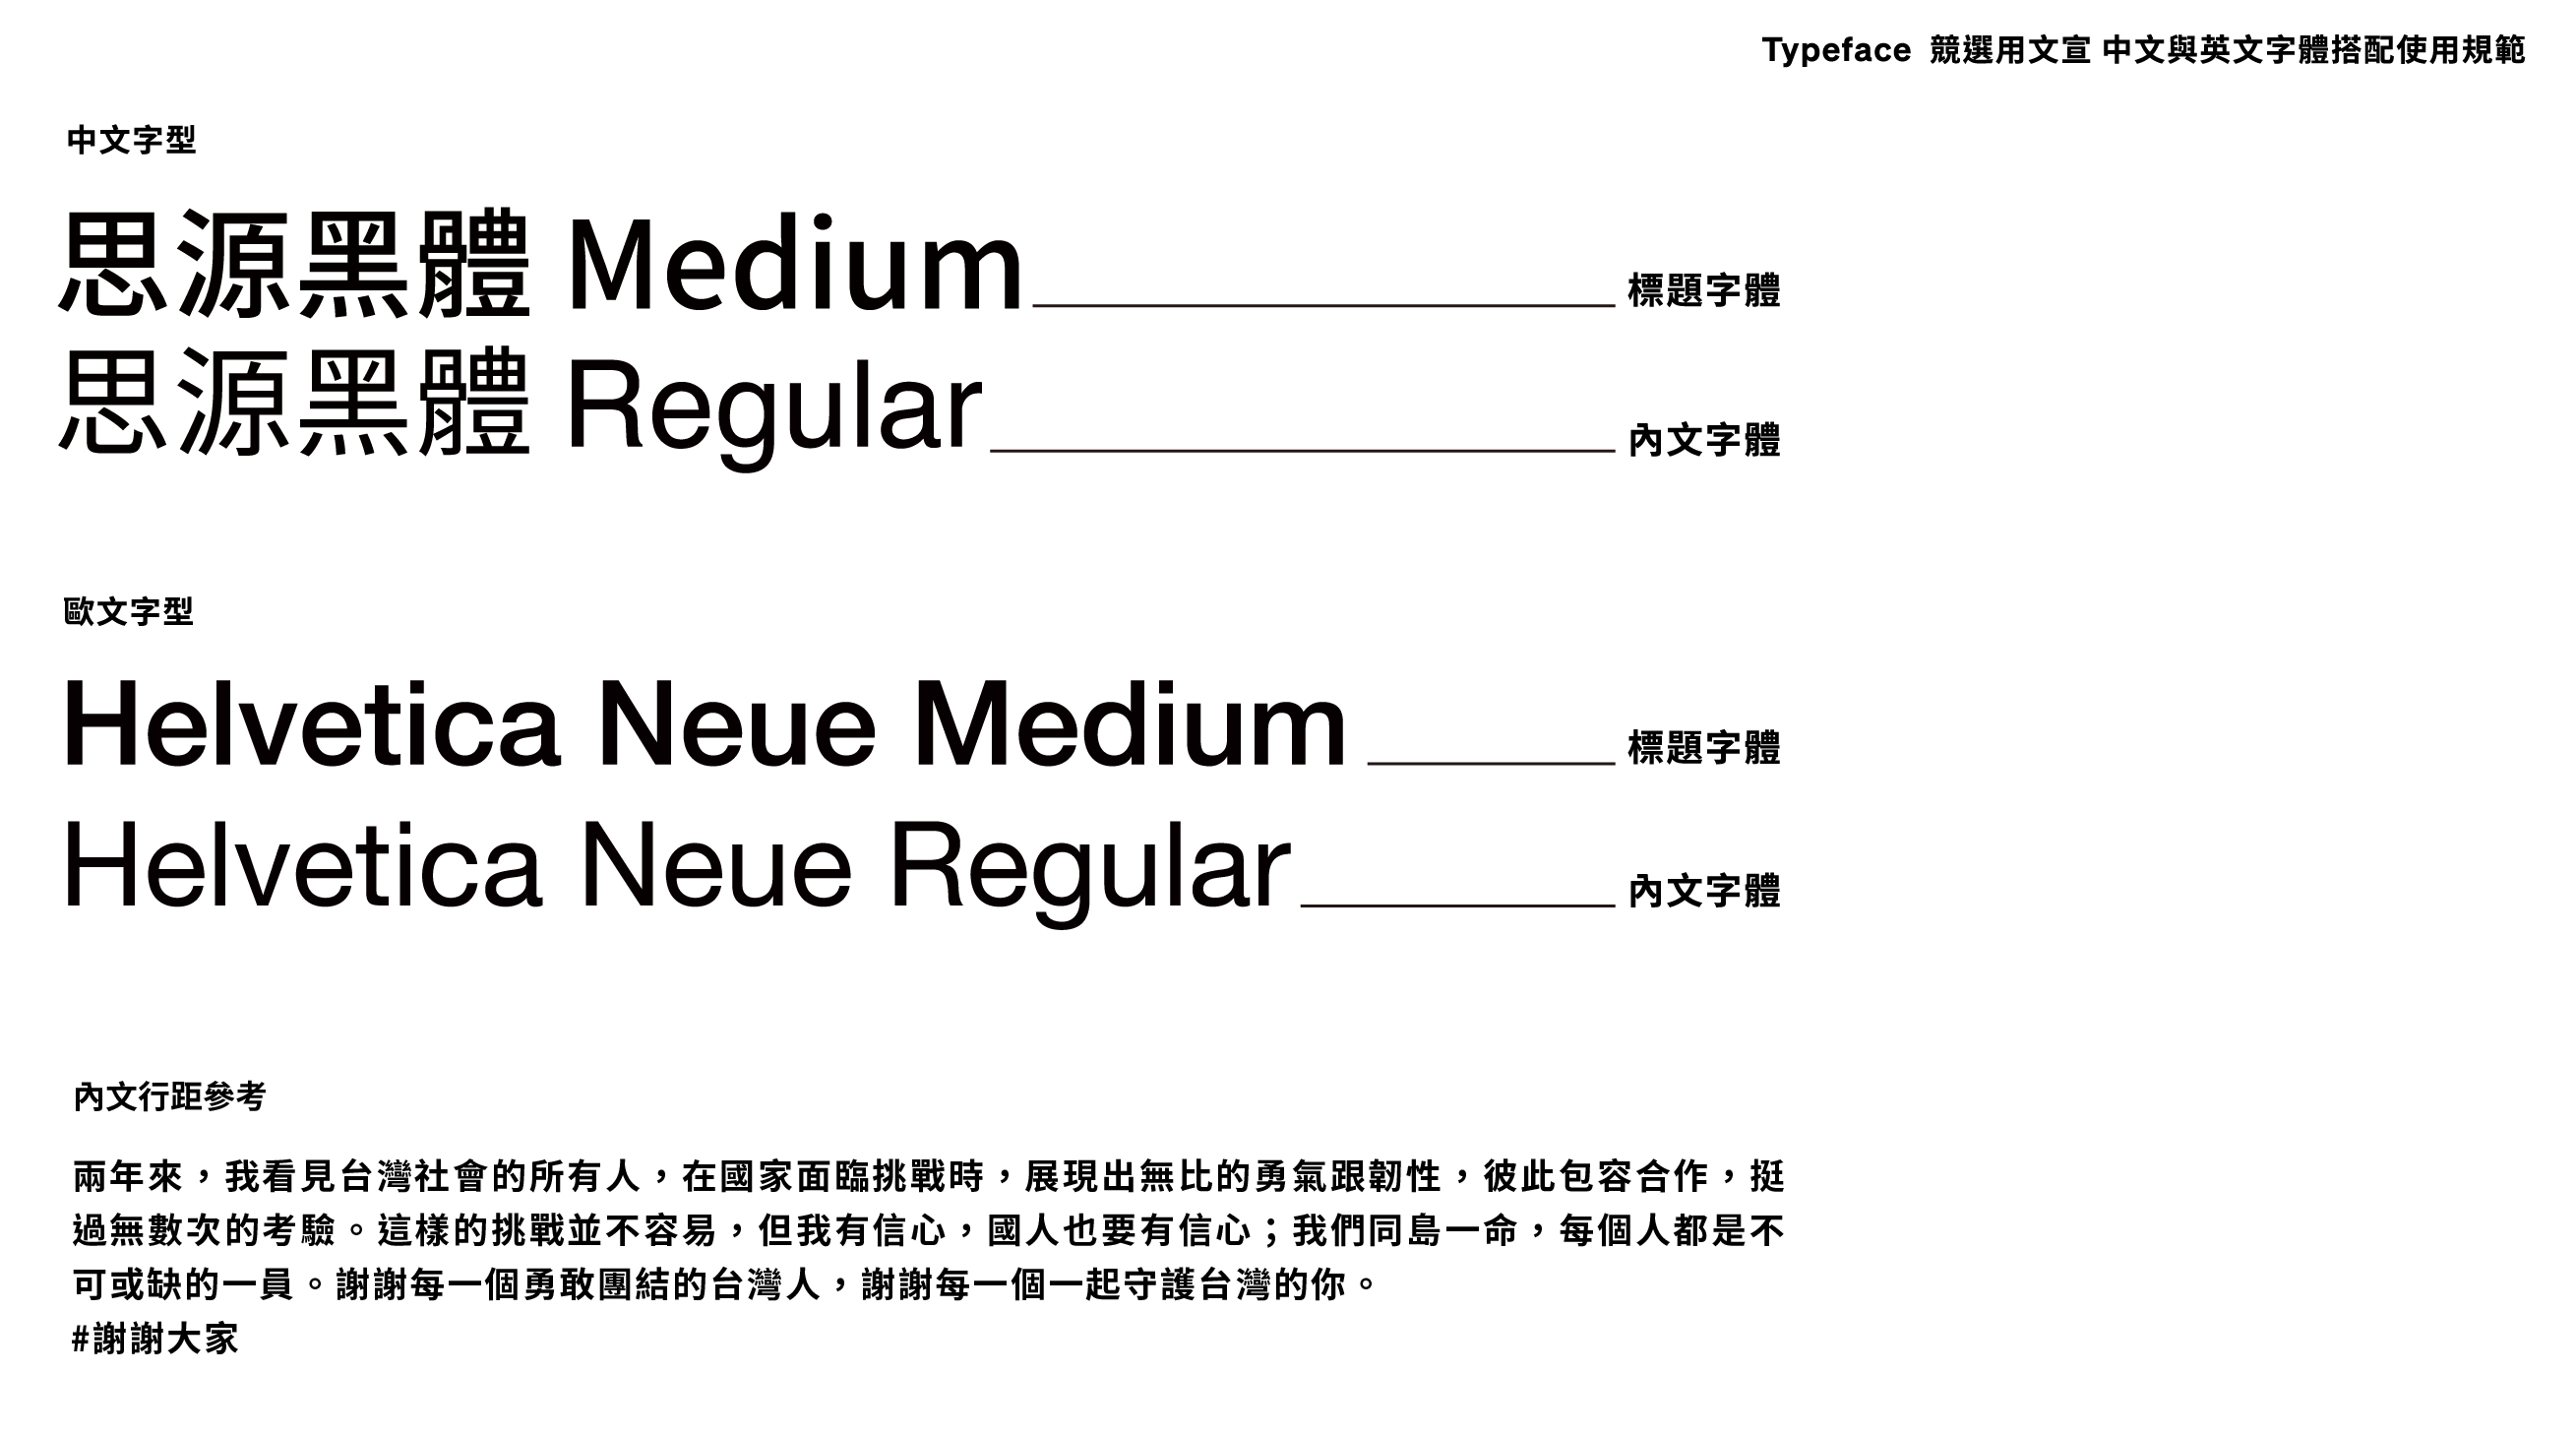 Typeface 競選用文宣 中文與英文字體搭配使用規範
中文字型
思源黑體 Medium 標題字體
思源黑體 Regular 內文字體
歐文字型
Helvetica Neue Medium 標題字體
Helvetica Neue Regular 內文字體
內文行距參考
兩年來，我看見台灣社會的所有人，在國家面臨挑戰時，展現出無比的勇氣跟韌性，彼此包容合作，挺
過無數次的考驗。這樣的挑戰並不容易，但我有信心，國人也要有信心；我們同島一命，每個人都是不
可或缺的一員。謝謝每一個勇敢團結的台灣人，謝謝每一個一起守護台灣的你。
#謝謝大家